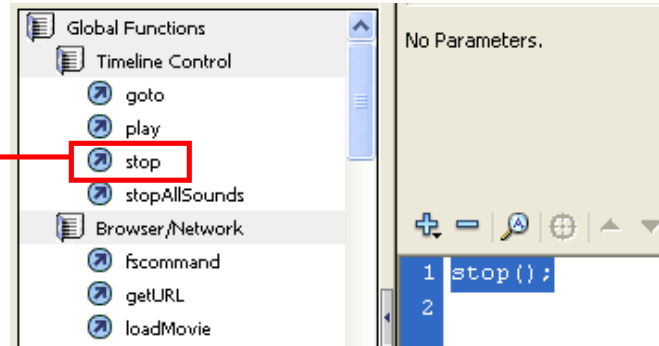 Global Functions
Timeline Control
goto
play
stop
stopAllSounds
Browser/Network
fscommand
getURL
loadMovie
No Parameters.
1 stop();
2